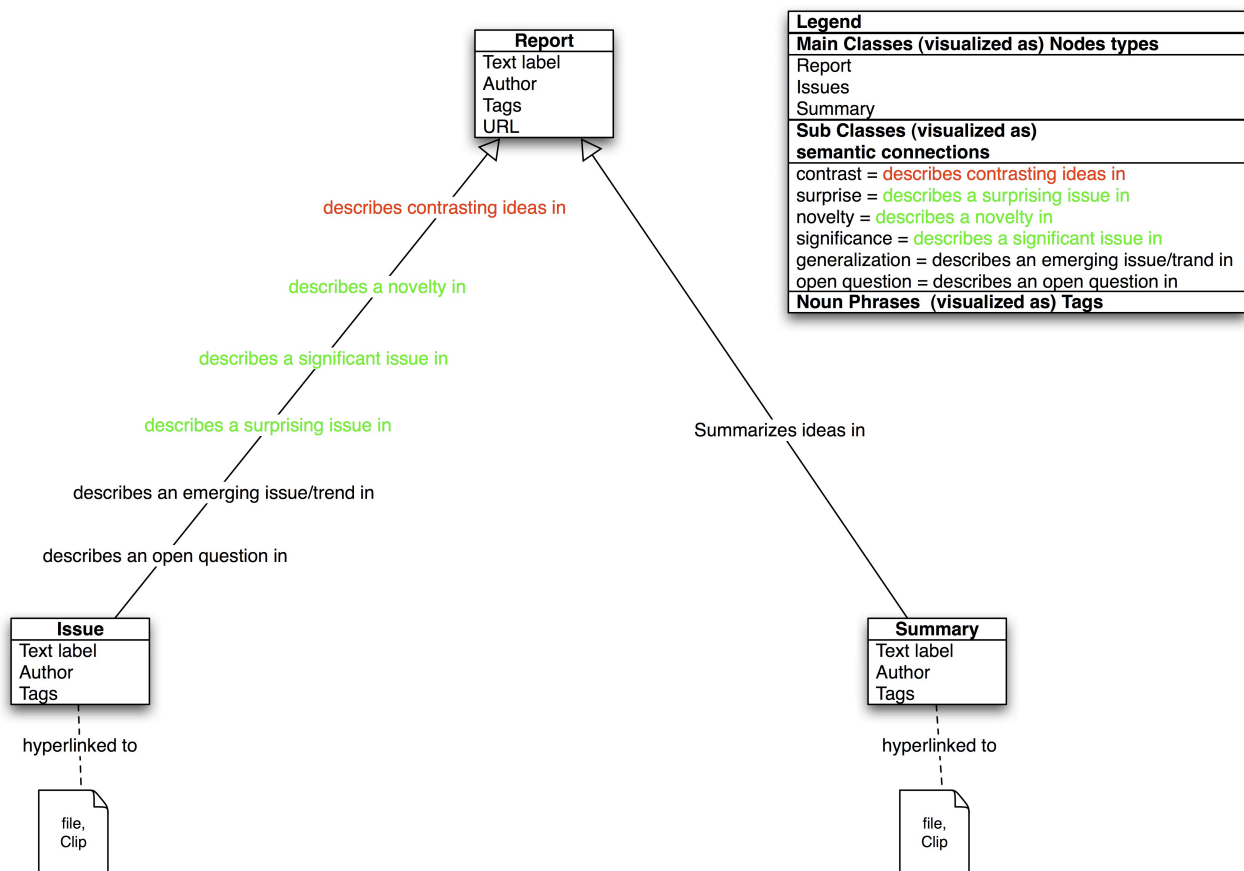 Report
Text label
Author
Tags
URL
Legend
Main Classes (visualized as) Nodes types
Report
Issues
Summary
Sub Classes (visualized as)
semantic connections
contrast = describes contrasting ideas in
surprise = describes a surprising issue in
novelty = describes a novelty in
significance = describes a significant issue in
generalization = describes an emerging issue/trand in
open question = describes an open question in
Noun Phrases  (visualized as) Tags
describes contrasting ideas in
describes a novelty in
describes a significant issue in
describes a surprising issue in
describes an emerging issue/trend in
describes an open question in
Summarizes ideas in
Issue
Text label
Author
Tags
hyperlinked to
file,
Clip
Summary
Text label
Author
Tags
hyperlinked to
file,
Clip